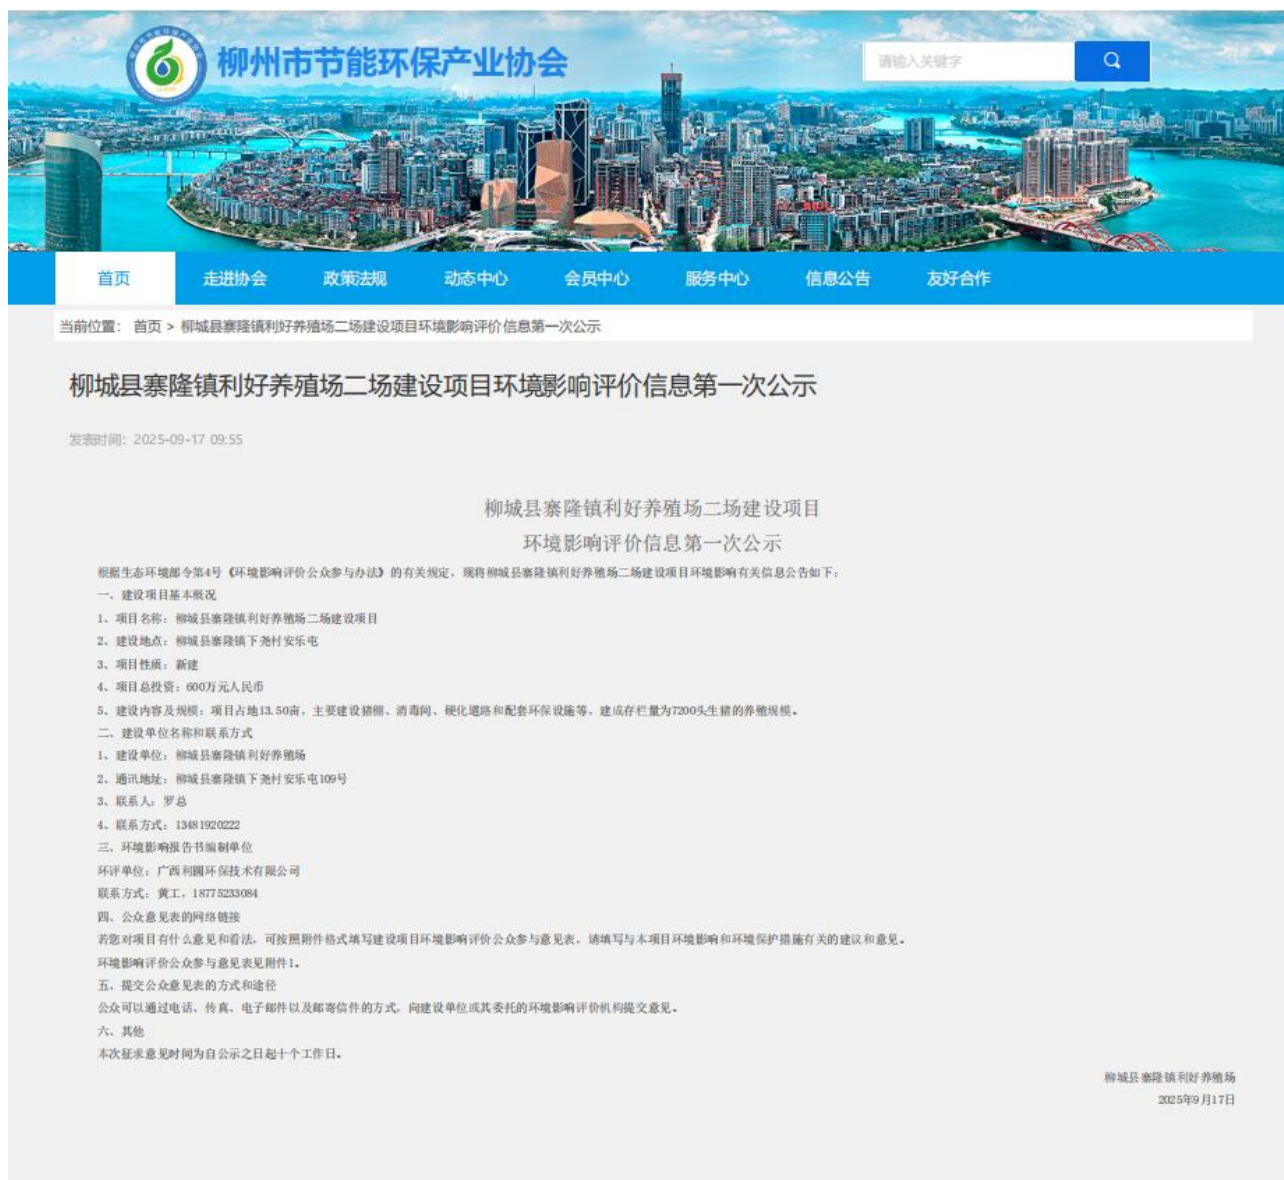 柳州市节能环保产业协会
请输入关键字
首页 走进协会 政策法规 动态中心 会员中心 服务中心 信息公告 友好合作
当前位置： 首页 > 柳城县寨隆镇利好养殖场二场建设项目环境影响评价信息第一次公示
柳城县寨隆镇利好养殖场二场建设项目环境影响评价信息第一次公示
发表时间：2025-09-17 09:55
柳城县寨隆镇利好养殖场二场建设项目
环境影响评价信息第一次公示
根据生态环境部令第4号《环境影响评价公众参与办法》的有关规定，现将柳城县寨隆镇利好养殖场二场建设项目环境影响有关信息公告如下：
一、建设项目基本概况
1、项目名称：柳城县寨隆镇利好养殖场二场建设项目
2、建设地点：柳城县寨隆镇下尧村安乐屯
3、项目性质：新建
4、项目总投资：600万元人民币
5、建设内容及规模：项目占地13.50亩，主要建设猪棚、消毒间、硬化道路和配套环保设施等，建成存栏量为7200头生猪的养殖规模。
二、建设单位名称和联系方式
1、建设单位：柳城县寨隆镇利好养殖场
2、通讯地址：柳城县寨隆镇下尧村安乐屯109号
3、联系人：罗总
4、联系方式：13481920222
三、环境影响报告书编制单位
环评单位：广西利圆环保技术有限公司
联系方式：黄工，18775233084
四、公众意见表的网络链接
若您对项目有什么意见和看法，可按照附件格式填写建设项目环境影响评价公众参与意见表，请填写与本项目环境影响和环境保护措施有关的建议和意见。
环境影响评价公众参与意见表见附件1。
五、提交公众意见表的方式和途径
公众可以通过电话、传真、电子邮件以及邮寄信件的方式，向建设单位或其委托的环境影响评价机构提交意见。
六、其他
本次征求意见时间为自公示之日起十个工作日。
柳城县寨隆镇利好养殖场
2025年9月17日